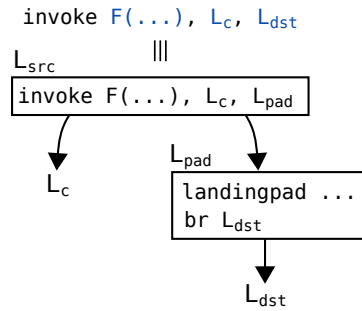 invoke F(...), L_c, L_dst
≡
L_src
invoke F(...), L_c, L_pad
L_c
L_pad
landingpad ...
br L_dst
L_dst